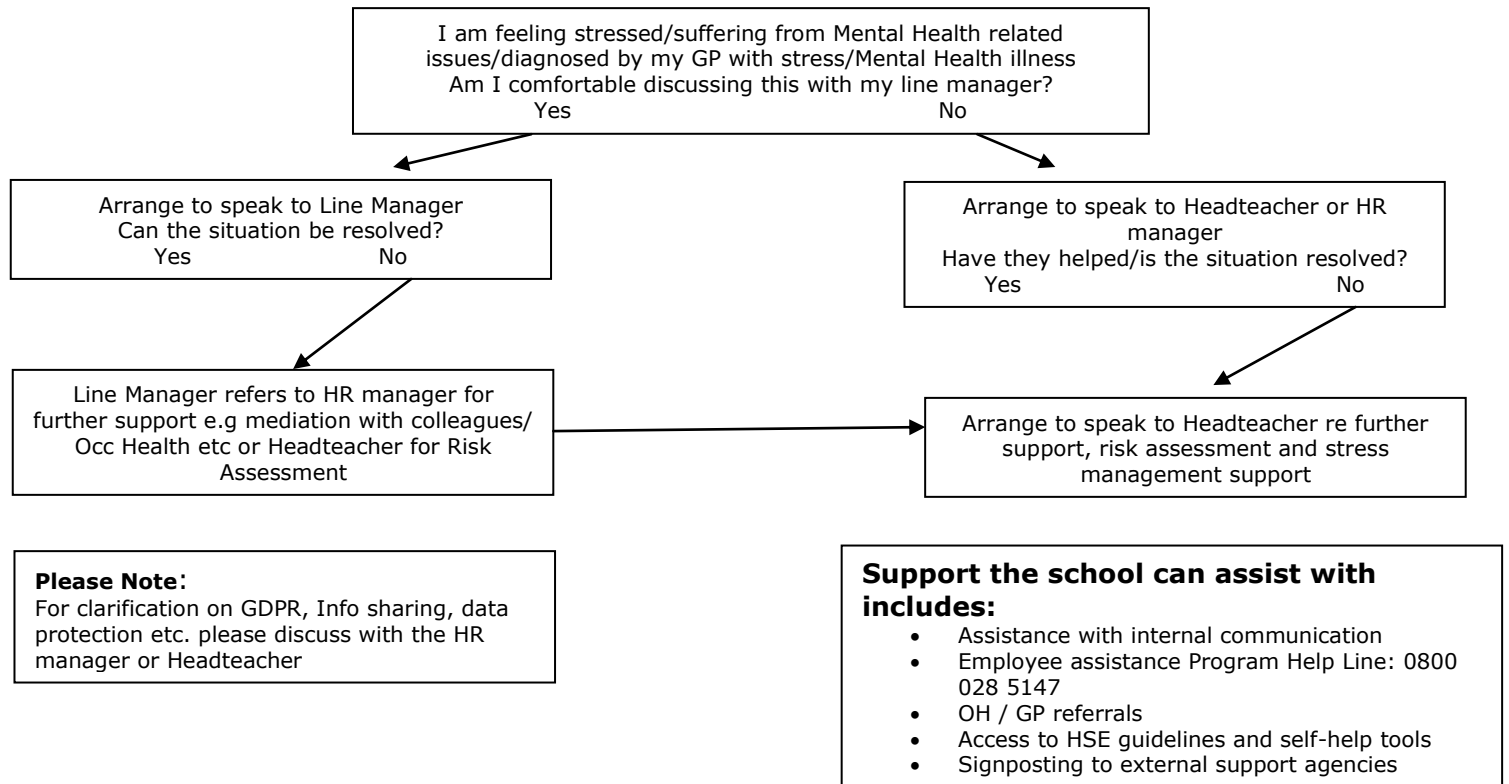 I am feeling stressed/suffering from Mental Health related
issues/diagnosed by my GP with stress/Mental Health illness
Am I comfortable discussing this with my line manager?
Yes No
Arrange to speak to Line Manager
Can the situation be resolved?
Yes No
Arrange to speak to Headteacher or HR
manager
Have they helped/is the situation resolved?
Yes No
Line Manager refers to HR manager for
further support e.g mediation with colleagues/
Occ Health etc or Headteacher for Risk
Assessment
Arrange to speak to Headteacher re further
support, risk assessment and stress
management support
Please Note:
For clarification on GDPR, Info sharing, data
protection etc. please discuss with the HR
manager or Headteacher
Support the school can assist with
includes:
• Assistance with internal communication
• Employee assistance Program Help Line: 0800
028 5147
• OH / GP referrals
• Access to HSE guidelines and self-help tools
• Signposting to external support agencies